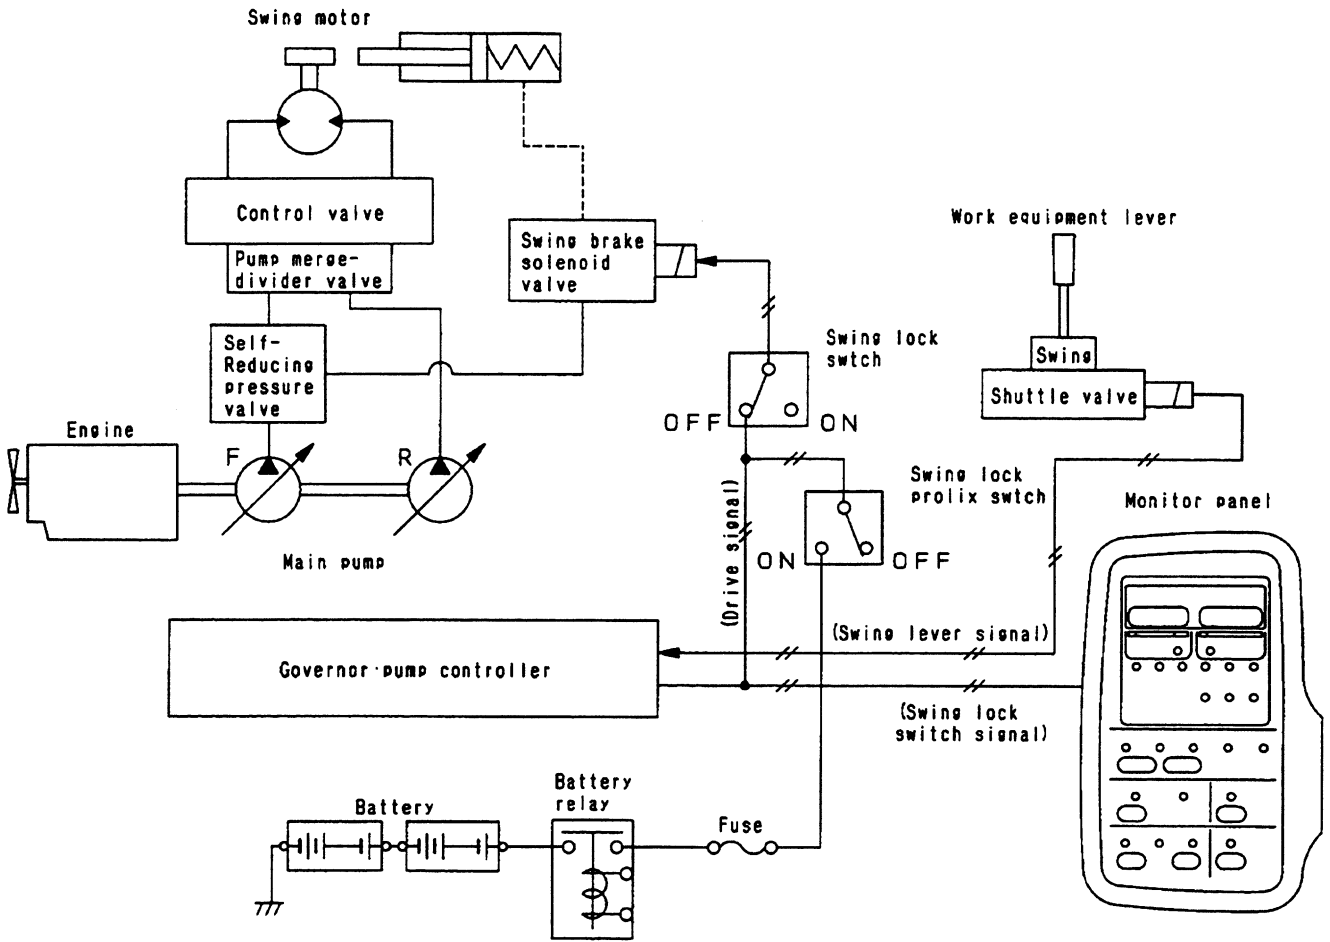 Swing motor
Control valve
Pump merge-
divider valve
Self-
Reducing
pressure
valve
Engine
F
R
Main pump
Swing brake
solenoid
valve
Swing lock
swtch
OFF
ON
Work equipment lever
Swing
Shuttle valve
Swing lock
prolix swtch
ON
OFF
Monitor panel
(Drive signal)
(Swing lever signal)
Governor·pump controller
(Swing lock
switch signal)
Battery
Battery
relay
Fuse